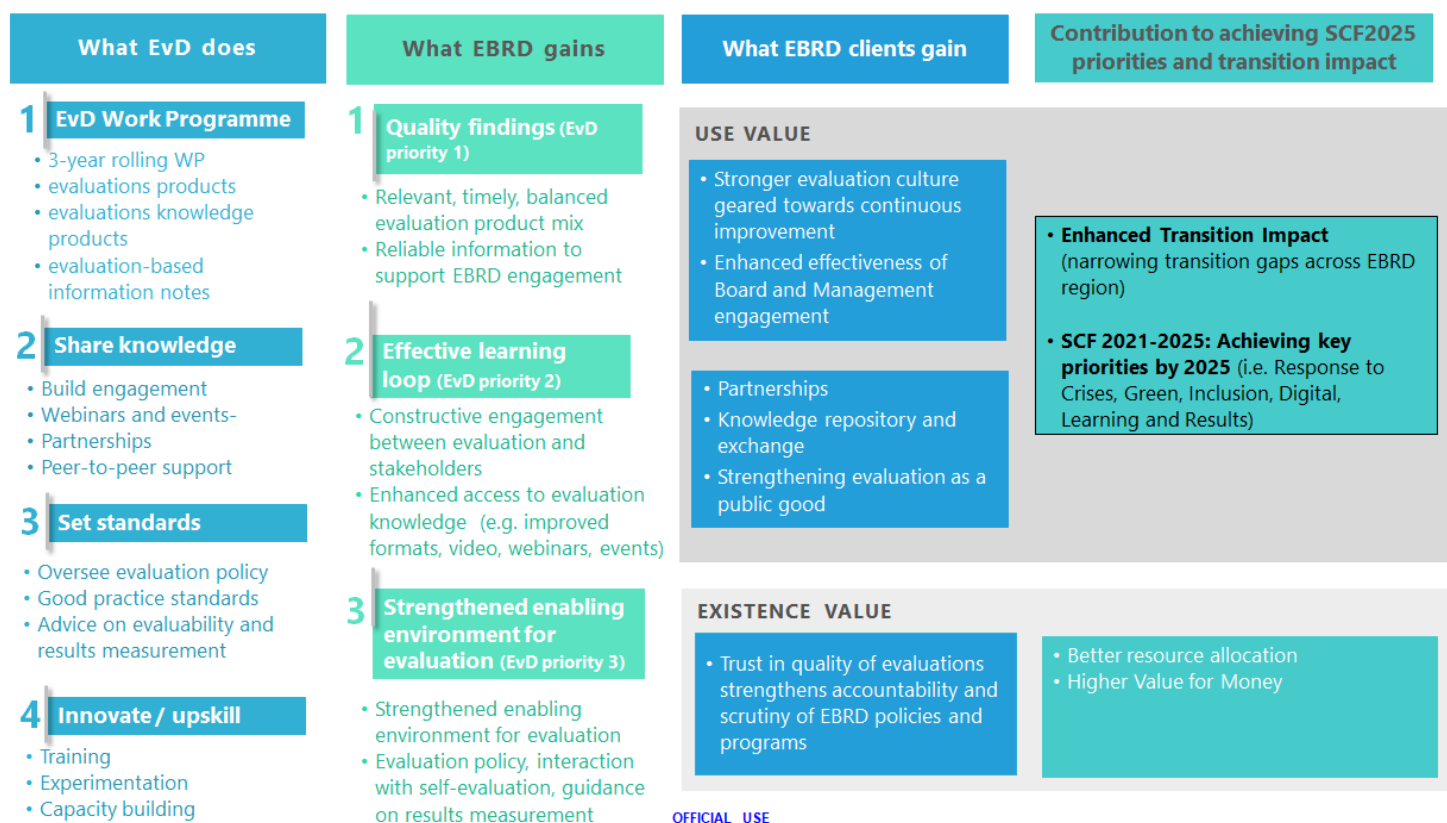 What EvD does
1
EvD Work Programme
• 3-year rolling WP
• evaluations products
• evaluations knowledge
products
• evaluation-based
information notes
2
Share knowledge
• Build engagement
• Webinars and events-
• Partnerships
• Peer-to-peer support
3
Set standards
• Oversee evaluation policy
• Good practice standards
• Advice on evaluability and
results measurement
4
Innovate / upskill
• Training
• Experimentation
• Capacity building
What EBRD gains
1
Quality findings (EvD
priority 1)
• Relevant, timely, balanced
evaluation product mix
• Reliable information to
support EBRD engagement
2
Effective learning
loop (EvD priority 2)
• Constructive engagement
between evaluation and
stakeholders
• Enhanced access to evaluation
knowledge (e.g. improved
formats, video, webinars, events)
3
Strengthened enabling
environment for
evaluation (EvD priority 3)
• Strengthened enabling
environment for evaluation
• Evaluation policy, interaction
with self-evaluation, guidance
on results measurement
What EBRD clients gain
Contribution to achieving SCF2025
priorities and transition impact
USE VALUE
• Stronger evaluation culture
geared towards continuous
improvement
• Enhanced effectiveness of
Board and Management
engagement
• Partnerships
• Knowledge repository and
exchange
• Strengthening evaluation as a
public good
• Enhanced Transition Impact
(narrowing transition gaps across EBRD
region)
• SCF 2021-2025: Achieving key
priorities by 2025 (i.e. Response to
Crises, Green, Inclusion, Digital,
Learning and Results)
EXISTENCE VALUE
• Trust in quality of evaluations
strengthens accountability and
scrutiny of EBRD policies and
programs
• Better resource allocation
• Higher Value for Money
OFFICIAL USE